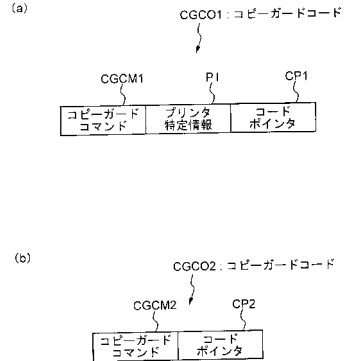 (a)
CGCO1 : コピーガードコード
CGCM1 PI CP1
コピーガード プリンタ コード
コマンド 特定情報 ポインタ
(b)
CGCO2 : コピーガードコード
CGCM2 CP2
コピーガード コード
コマンド ポインタ